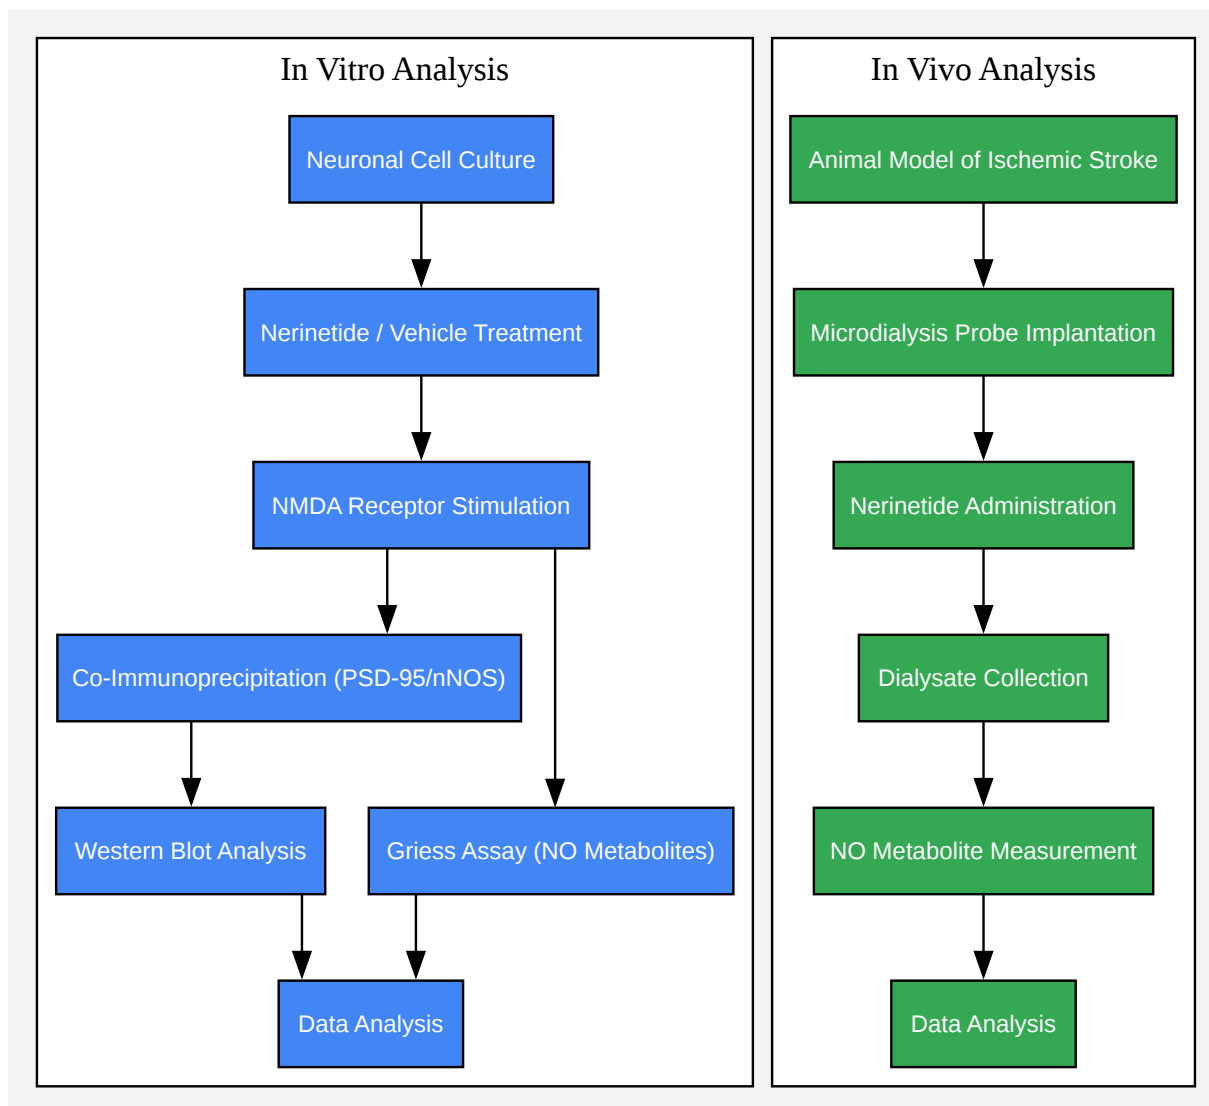 In Vitro Analysis
Neuronal Cell Culture
Nerinetide / Vehicle Treatment
NMDA Receptor Stimulation
Co-Immunoprecipitation (PSD-95/nNOS)
Western Blot Analysis
Griess Assay (NO Metabolites)
Data Analysis
In Vivo Analysis
Animal Model of Ischemic Stroke
Microdialysis Probe Implantation
Nerinetide Administration
Dialysate Collection
NO Metabolite Measurement
Data Analysis